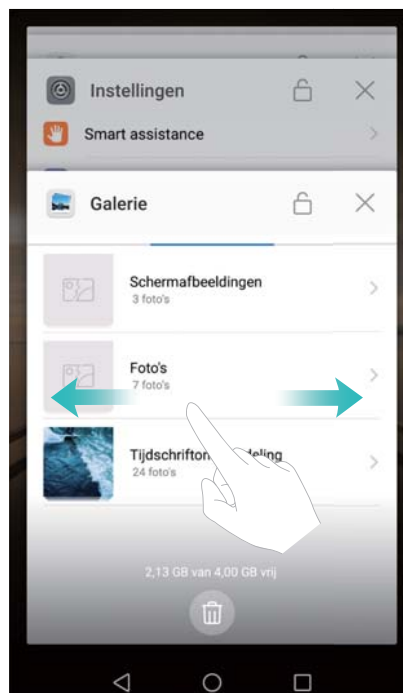 Instellingen
Smart assistance
Galerie
Schermafbeeldingen
3 foto's
Foto's
7 foto's
24 foto's
2,13 GB van 4,00 GB vrij